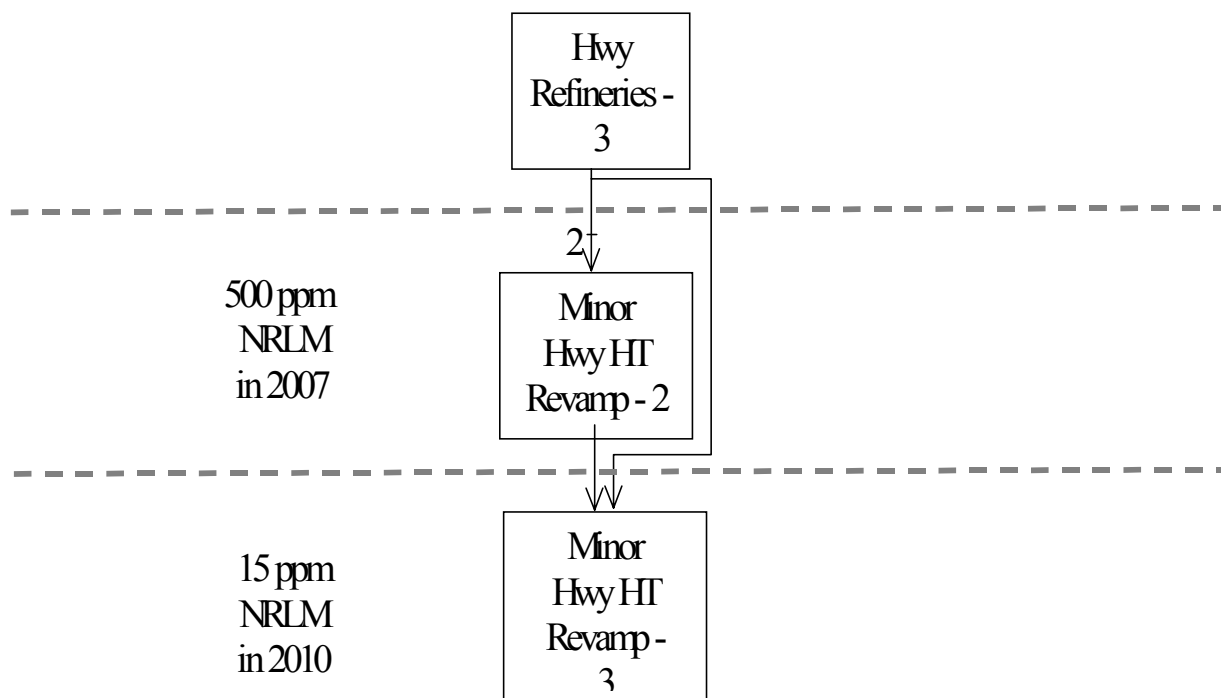 Hwy
Refineries -
3
2
500 ppm
NRLM
in 2007
Minor
Hwy HT
Revamp - 2
15 ppm
NRLM
in 2010
Minor
Hwy HT
Revamp -
3